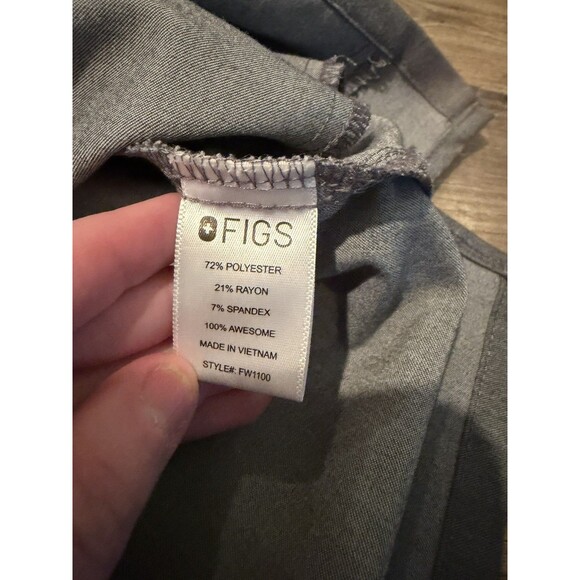 FIGS
72% POLYESTER
21% RAYON
7% SPANDEX
100% AWESOME
MADE IN VIETNAM
STYLE#: FW1100